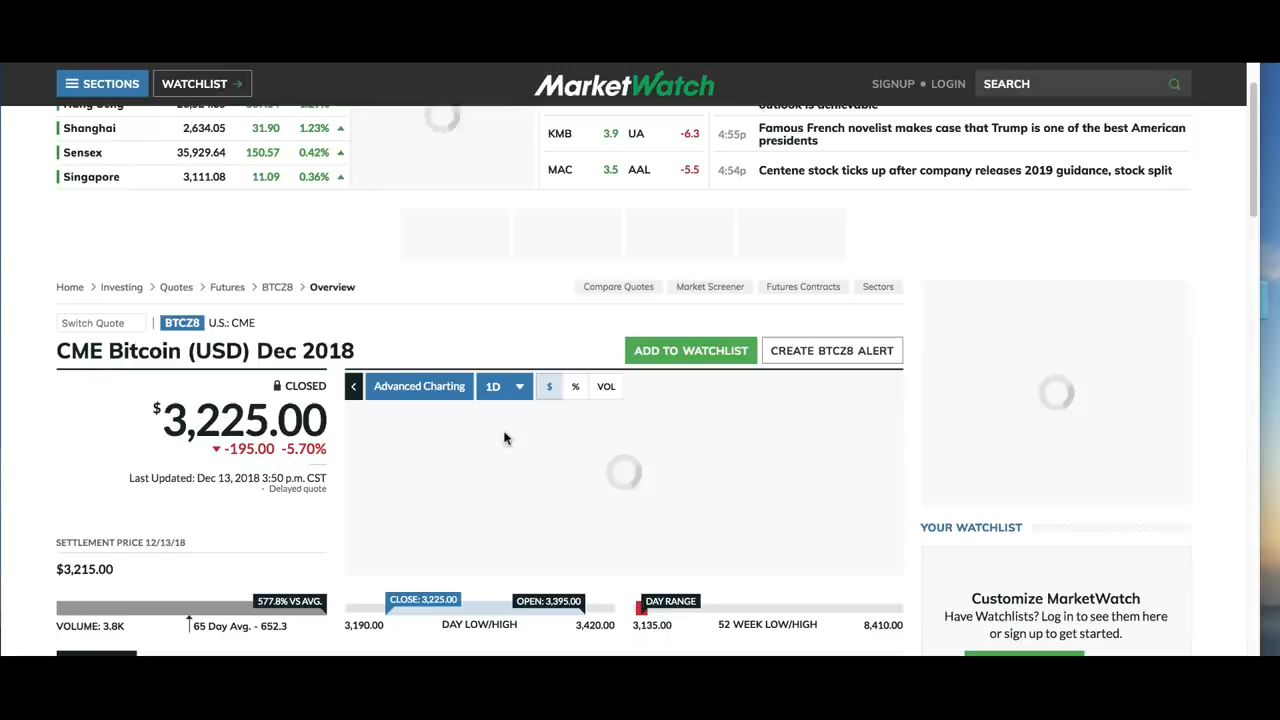 SECTIONS
WATCHLIST →
MarketWatch
SIGNUP • LOGIN
SEARCH
Shanghai 2,634.05 31.90 1.23%
Sensex 35,929.64 150.57 0.42%
Singapore 3,111.08 11.09 0.36%
KMB 3.9 UA -6.3
MAC 3.5 AAL -5.5
outlook is achievable
4:55p Famous French novelist makes case that Trump is one of the best American
presidents
4:54p Centene stock ticks up after company releases 2019 guidance, stock split
Home > Investing > Quotes > Futures > BTCZ8 > Overview
Compare Quotes
Market Screener
Futures Contracts
Sectors
Switch Quote | BTCZ8 U.S.: CME
CME Bitcoin (USD) Dec 2018
ADD TO WATCHLIST
CREATE BTCZ8 ALERT
CLOSED
$3,225.00
-195.00 -5.70%
Last Updated: Dec 13, 2018 3:50 p.m. CST
- Delayed quote
< Advanced Charting 1D $ % VOL
SETTLEMENT PRICE 12/13/18
$3,215.00
577.8% VS AVG.
VOLUME: 3.8K 65 Day Avg. - 652.3
CLOSE: 3,225.00 OPEN: 3,395.00
3,190.00 DAY LOW/HIGH 3,420.00
DAY RANGE
3,135.00 52 WEEK LOW/HIGH 8,410.00
YOUR WATCHLIST
Customize MarketWatch
Have Watchlists? Log in to see them here
or sign up to get started.